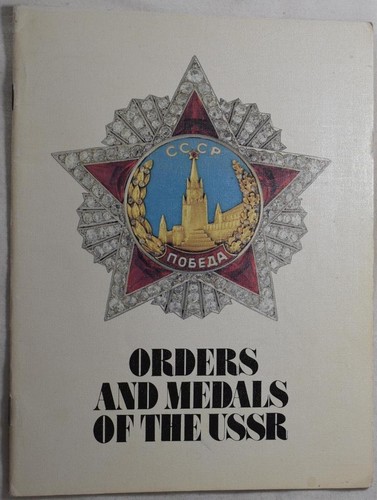 СССР
ПОБЕДА
ORDERS
AND MEDALS
OF THE USSR